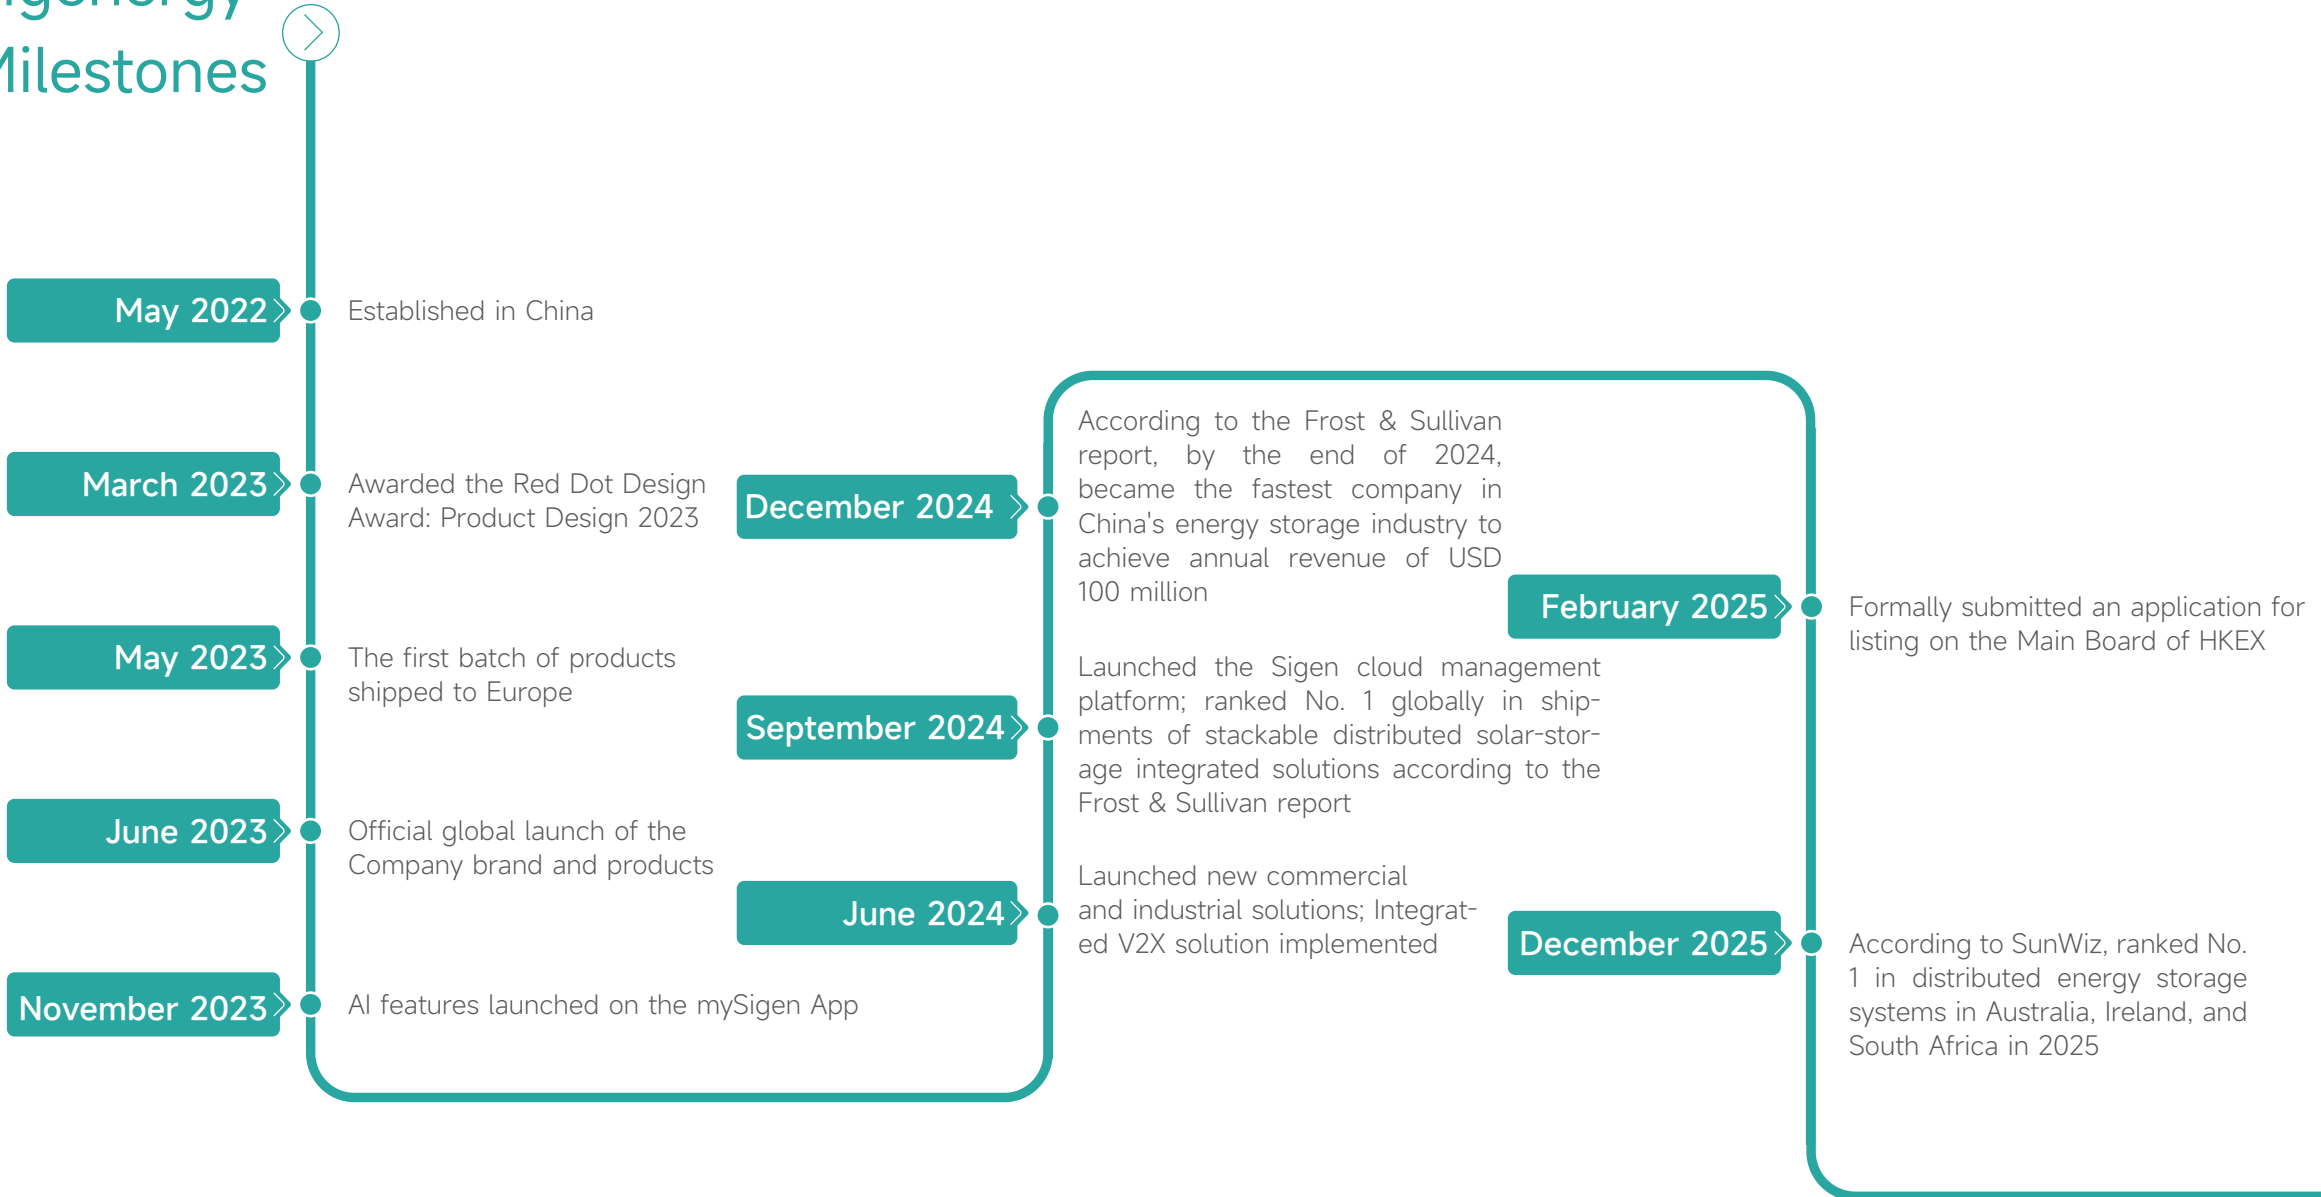 igenergy
Milestones
May 2022
Established in China
March 2023
Awarded the Red Dot Design
Award: Product Design 2023
May 2023
The first batch of products
shipped to Europe
June 2023
Official global launch of the
Company brand and products
November 2023
AI features launched on the mySigen App
June 2024
Launched new commercial
and industrial solutions; Integrat-
ed V2X solution implemented
September 2024
Launched the Sigen cloud management
platform; ranked No. 1 globally in ship-
ments of stackable distributed solar-stor-
age integrated solutions according to the
Frost & Sullivan report
December 2024
According to the Frost & Sullivan
report, by the end of 2024,
became the fastest company in
China's energy storage industry to
achieve annual revenue of USD
100 million
February 2025
Formally submitted an application for
listing on the Main Board of HKEX
December 2025
According to SunWiz, ranked No.
1 in distributed energy storage
systems in Australia, Ireland, and
South Africa in 2025